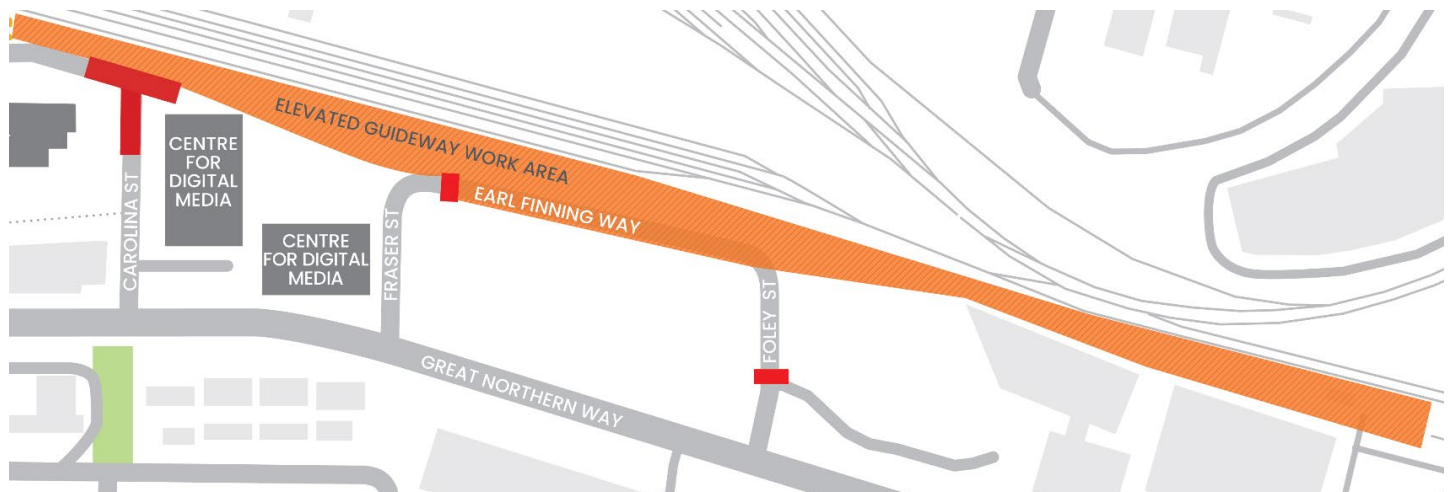 ELEVATED GUIDEWAY WORK AREA
CENTRE
FOR
DIGITAL
MEDIA
CAROLINA ST
EARL FINNING WAY
CENTRE
FOR DIGITAL
MEDIA
FRASER ST
FOLEY ST
GREAT NORTHERN WAY